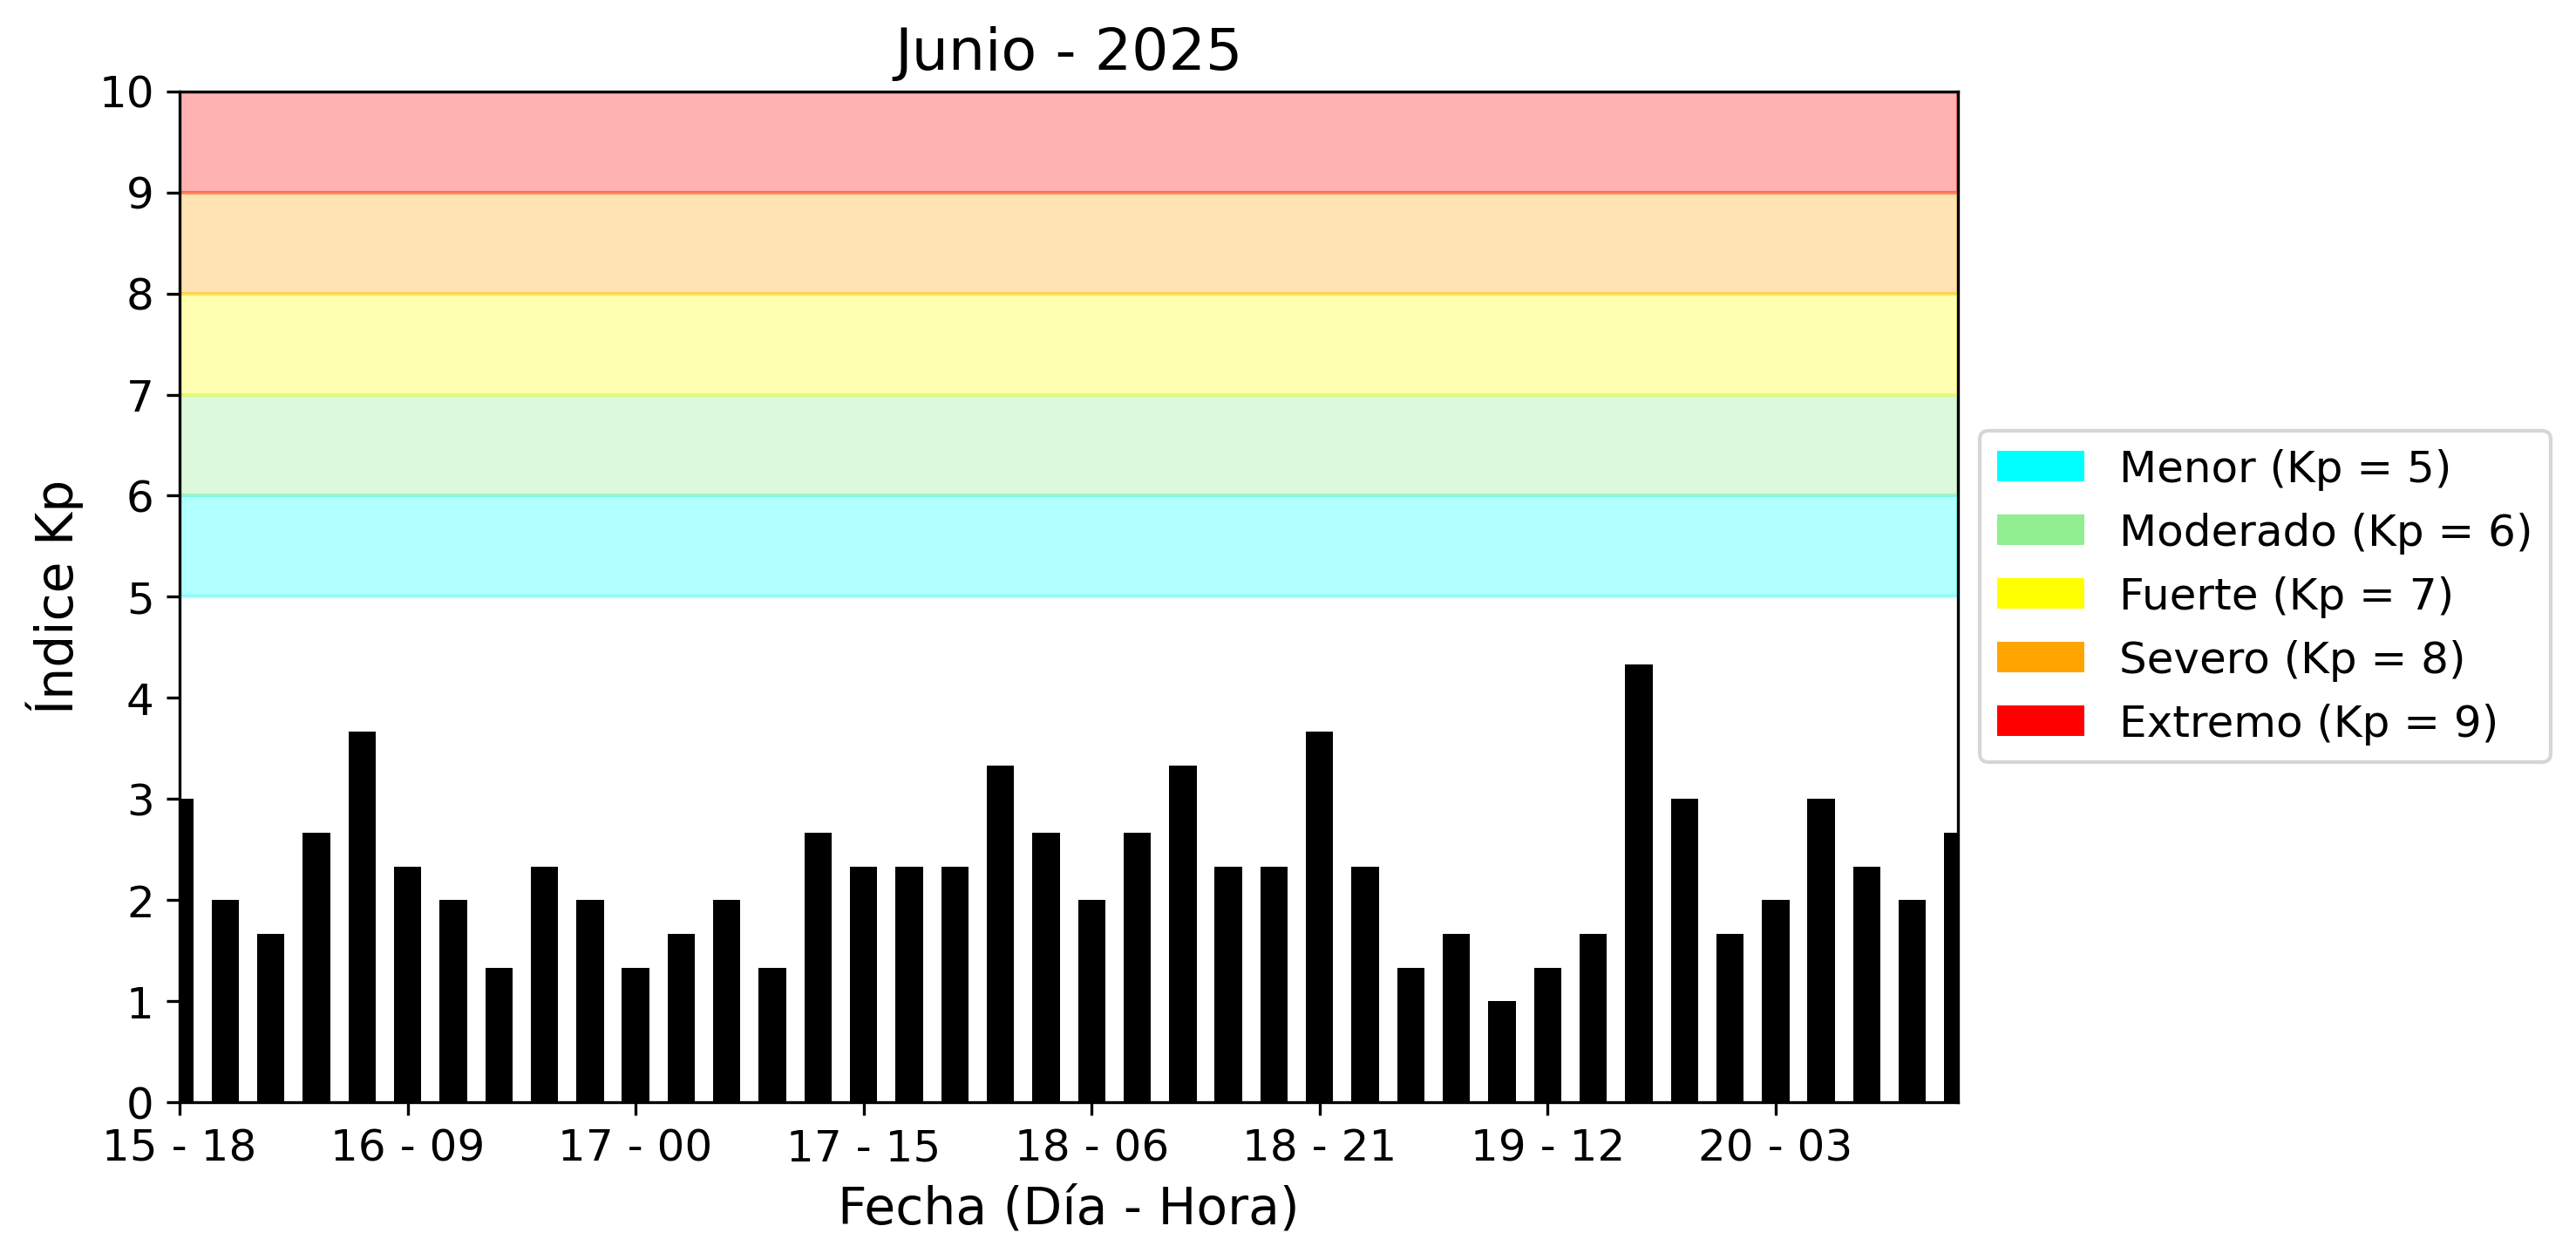 Junio - 2025
10
9
8
7
6
5
4
3
2
1
0
Índice Kp
15 - 18
16 - 09
17 - 00
17 - 15
18 - 06
18 - 21
19 - 12
20 - 03
Fecha (Día - Hora)
Menor (Kp = 5)
Moderado (Kp = 6)
Fuerte (Kp = 7)
Severo (Kp = 8)
Extremo (Kp = 9)